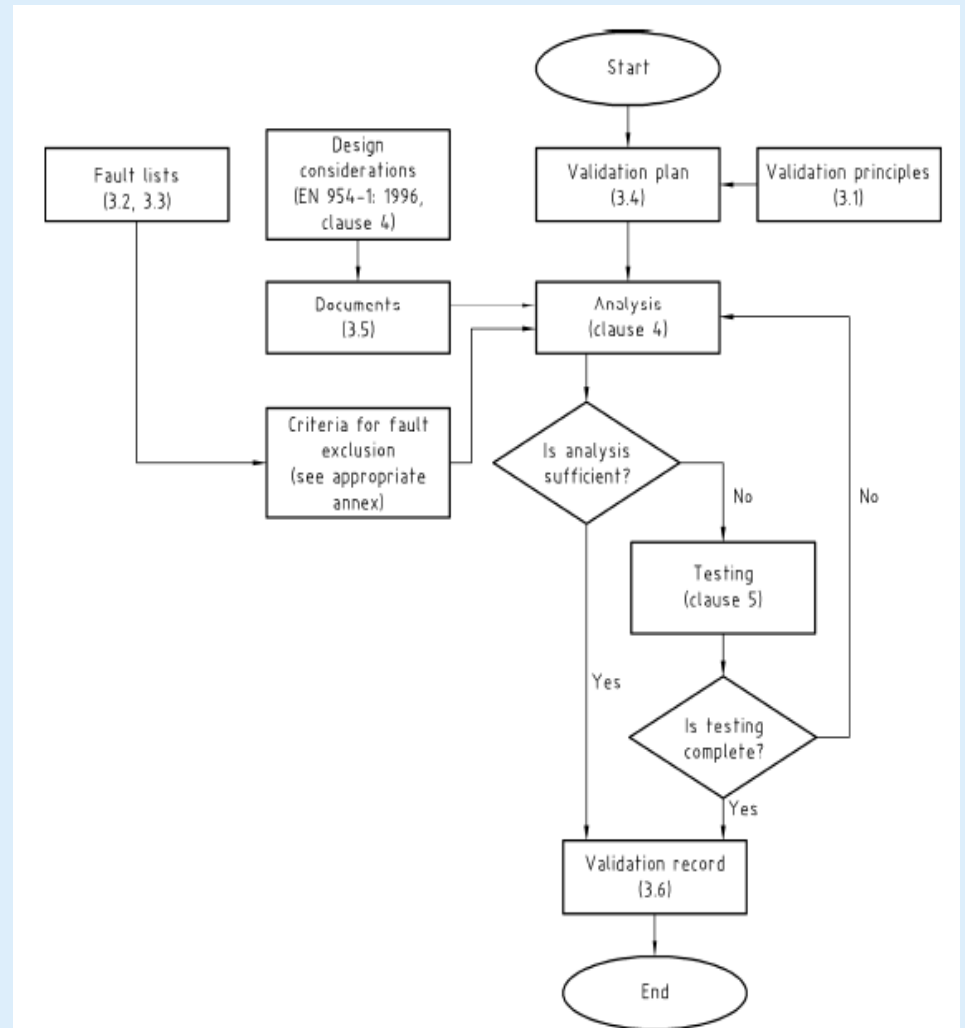 Start
Fault lists
(3.2, 3.3)
Design
considerations
(EN 954-1: 1996,
clause 4)
Validation plan
(3.4)
Validation principles
(3.1)
Documents
(3.5)
Analysis
(clause 4)
Criteria for fault
exclusion
(see appropriate
annex)
Is analysis
sufficient?
No
No
Testing
(clause 5)
Yes
Is testing
complete?
Yes
Validation record
(3.6)
End